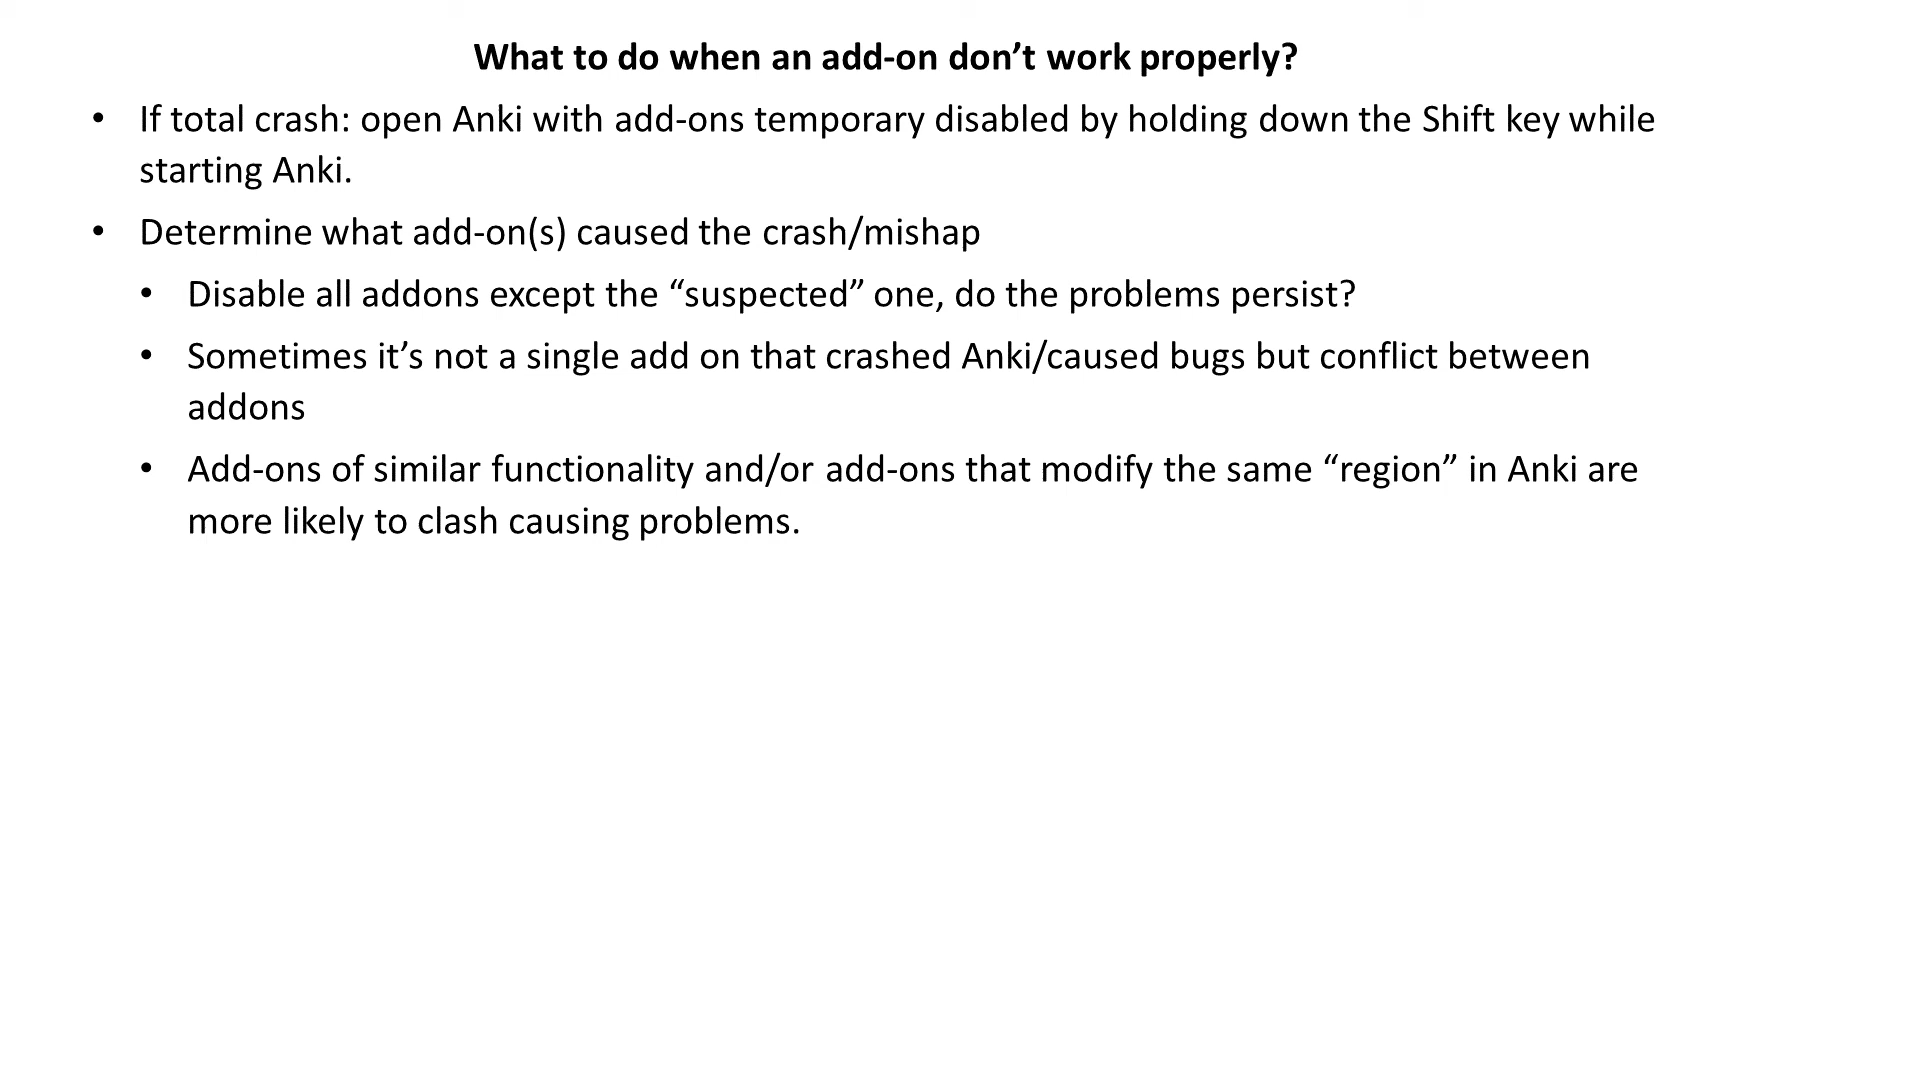 What to do when an add-on don’t work properly?
• If total crash: open Anki with add-ons temporary disabled by holding down the Shift key while
starting Anki.
• Determine what add-on(s) caused the crash/mishap
• Disable all addons except the “suspected” one, do the problems persist?
• Sometimes it’s not a single add on that crashed Anki/caused bugs but conflict between
addons
• Add-ons of similar functionality and/or add-ons that modify the same “region” in Anki are
more likely to clash causing problems.